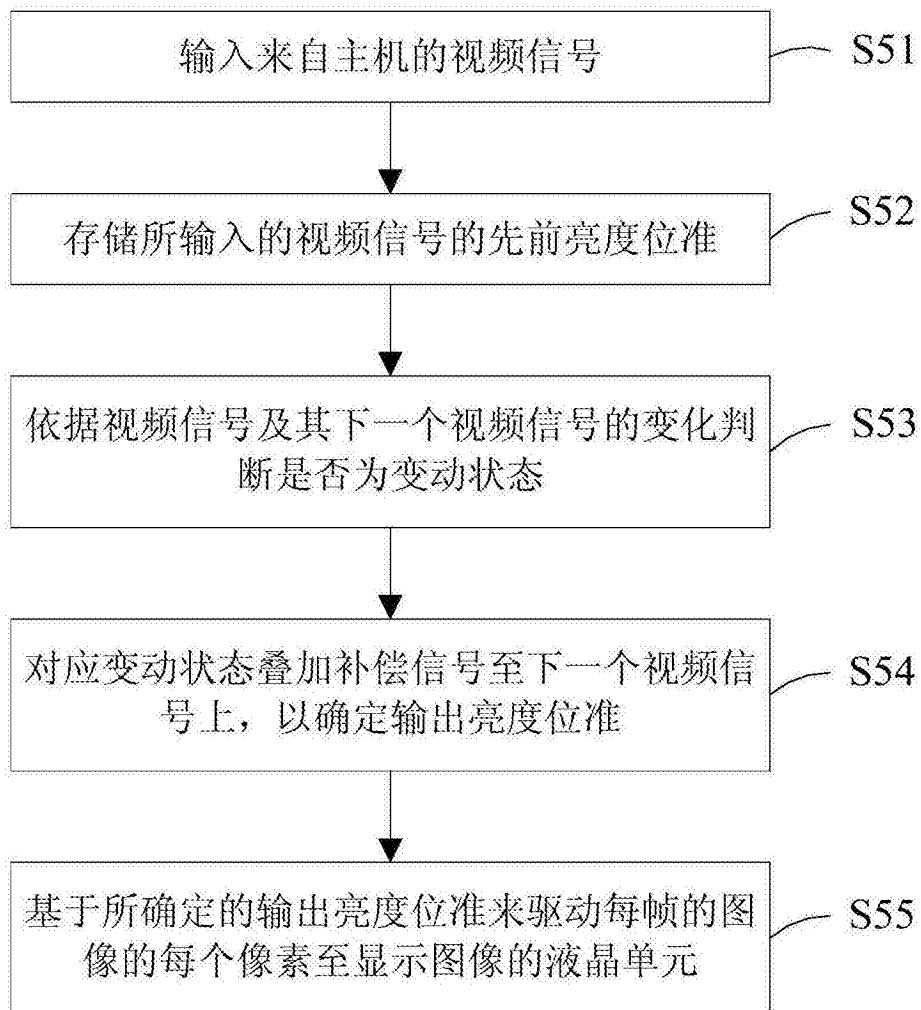 输入来自主机的视频信号
S51
存储所输入的视频信号的先前亮度位准
S52
依据视频信号及其下一个视频信号的变化判
断是否为变动状态
S53
对应变动状态叠加补偿信号至下一个视频信
号上，以确定输出亮度位准
S54
基于所确定的输出亮度位准来驱动每帧的图
像的每个像素至显示图像的液晶单元
S55